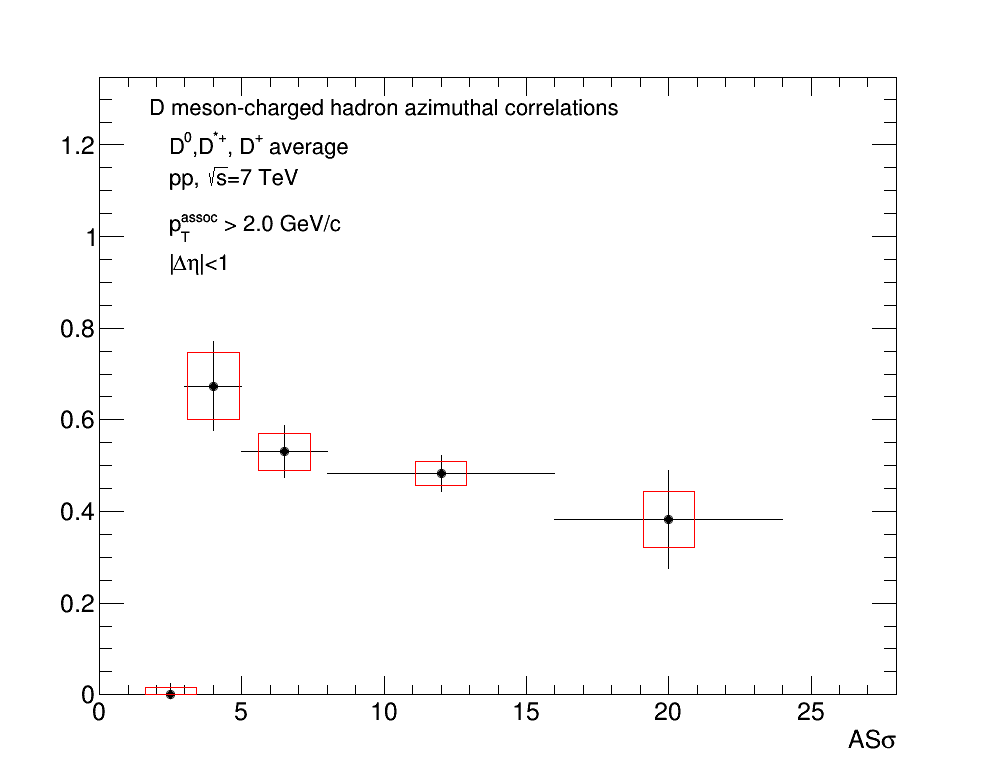 D meson-charged hadron azimuthal correlations
D⁰,D*⁺, D⁺ average
pp, √s=7 TeV
p_T^assoc > 2.0 GeV/c
|Δη|<1
1.2
1
0.8
0.6
0.4
0.2
0
0 5 10 15 20 25
ASσ